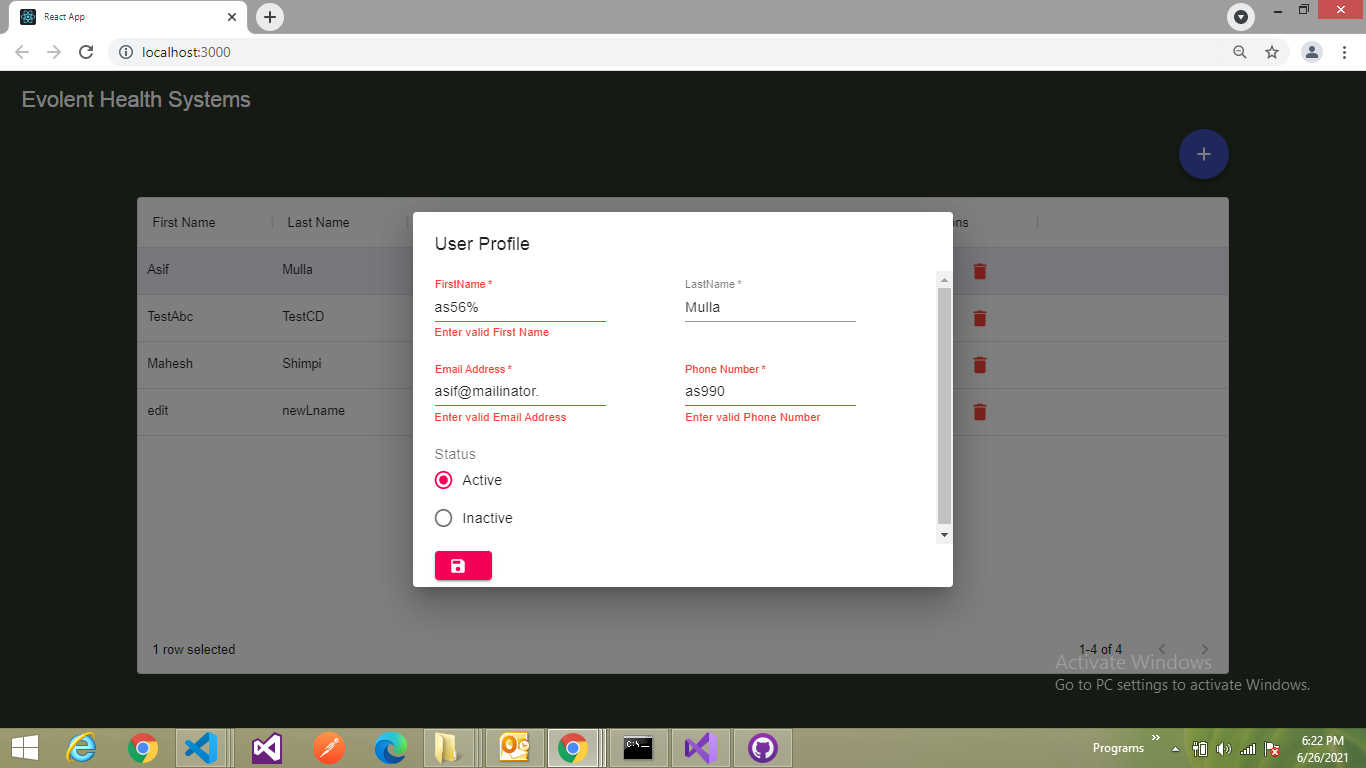 React App
localhost:3000
Evolent Health Systems
First Name Last Name ons
Asif Mulla
TestAbc TestCD
Mahesh Shimpi
edit newLname
User Profile
FirstName * LastName *
as56% Mulla
Enter valid First Name
Email Address * Phone Number *
asif@mailinator. as990
Enter valid Email Address Enter valid Phone Number
Status
Active
Inactive
1 row selected 1-4 of 4
Activate Windows
Go to PC settings to activate Windows.
Programs
6:22 PM
6/26/2021